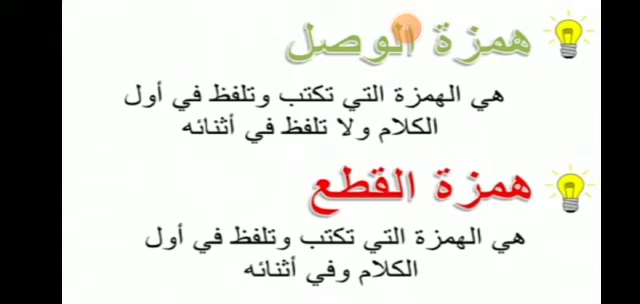 همزة الوصل
هي الهمزة التي تكتب وتلفظ في أول
الكلام ولا تلفظ في أثنائه
همزة القطع
هي الهمزة التي تكتب وتلفظ في أول
الكلام وفي أثنائه